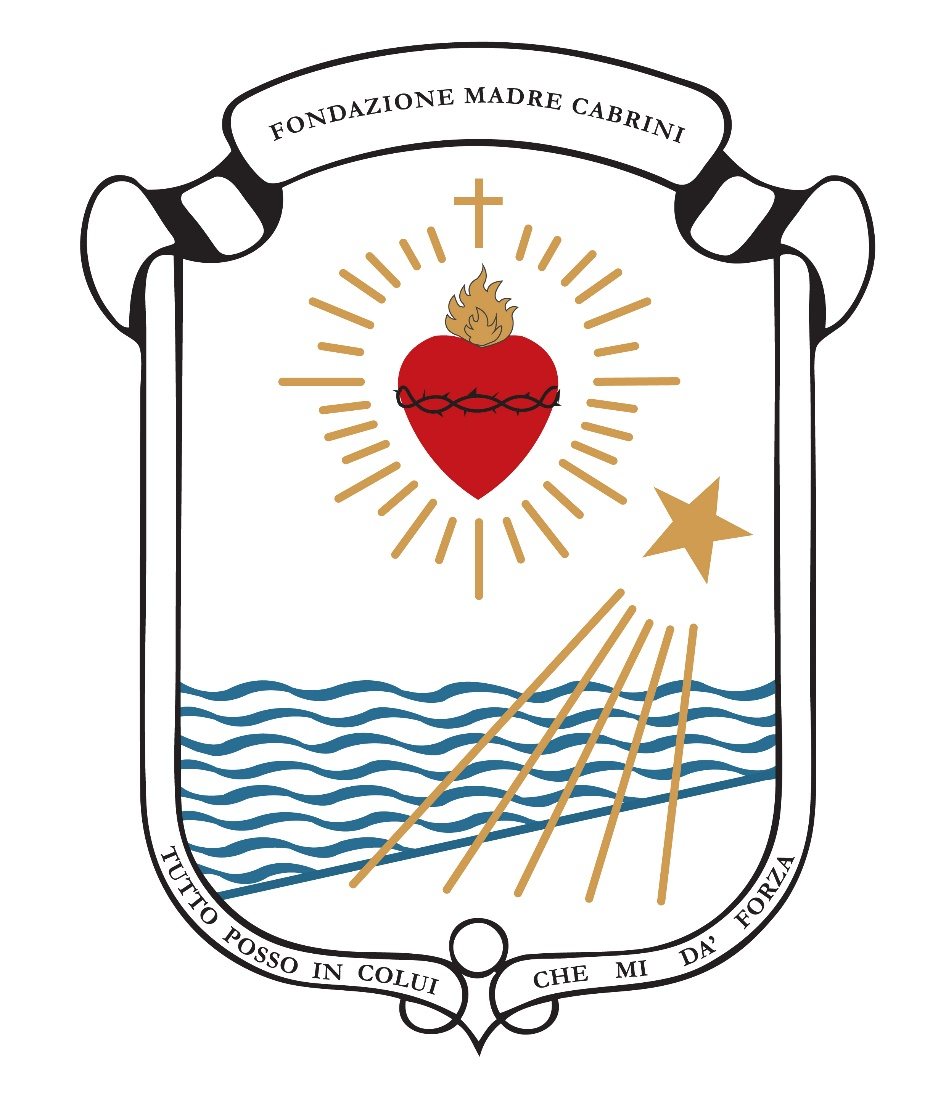 FONDAZIONE MADRE CABRINI
TUTTO POSSO IN COLUI CHE MI DA’ FORZA